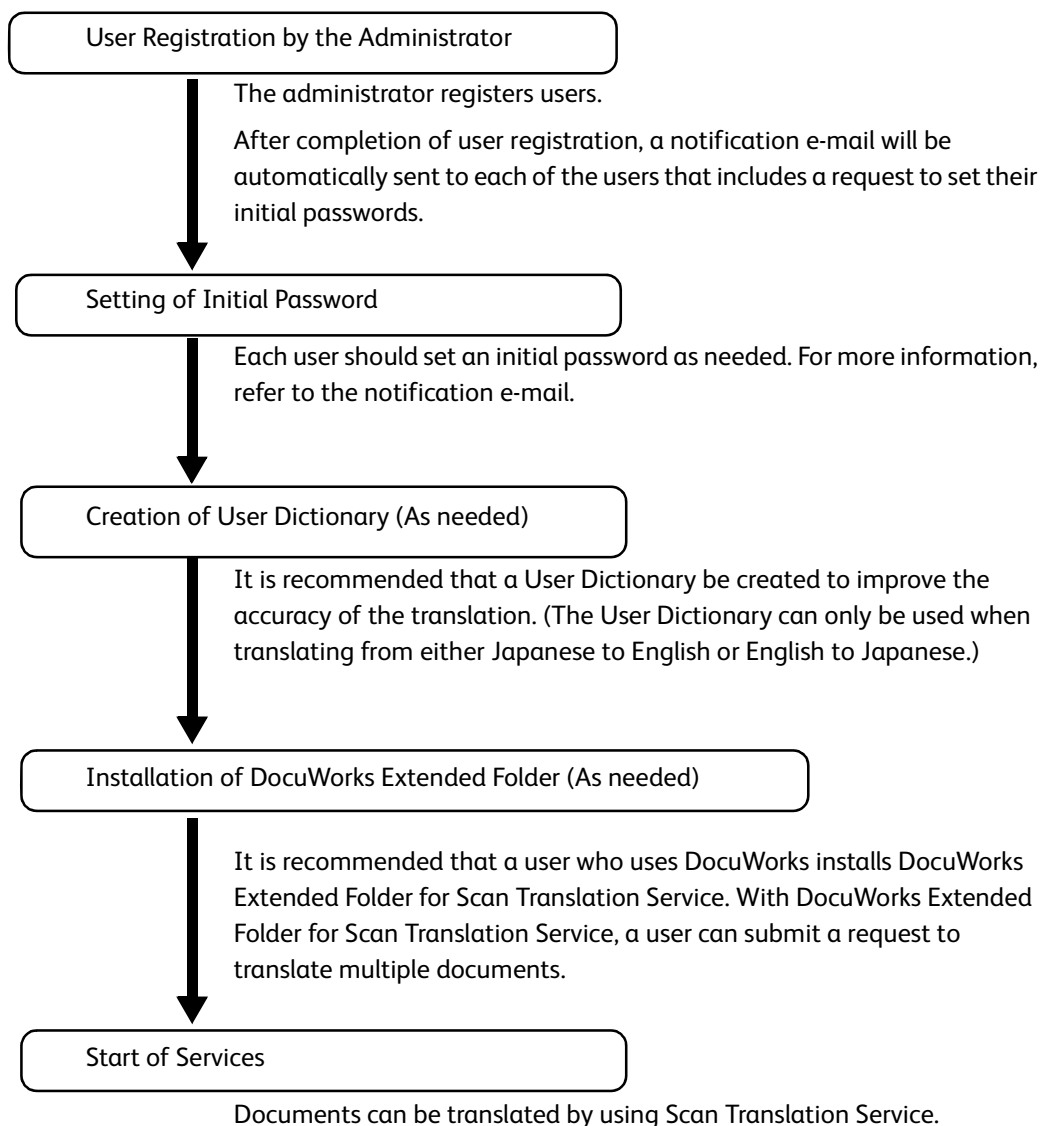 User Registration by the Administrator
The administrator registers users.
After completion of user registration, a notification e-mail will be
automatically sent to each of the users that includes a request to set their
initial passwords.
Setting of Initial Password
Each user should set an initial password as needed. For more information,
refer to the notification e-mail.
Creation of User Dictionary (As needed)
It is recommended that a User Dictionary be created to improve the
accuracy of the translation. (The User Dictionary can only be used when
translating from either Japanese to English or English to Japanese.)
Installation of DocuWorks Extended Folder (As needed)
It is recommended that a user who uses DocuWorks installs DocuWorks
Extended Folder for Scan Translation Service. With DocuWorks Extended
Folder for Scan Translation Service, a user can submit a request to
translate multiple documents.
Start of Services
Documents can be translated by using Scan Translation Service.